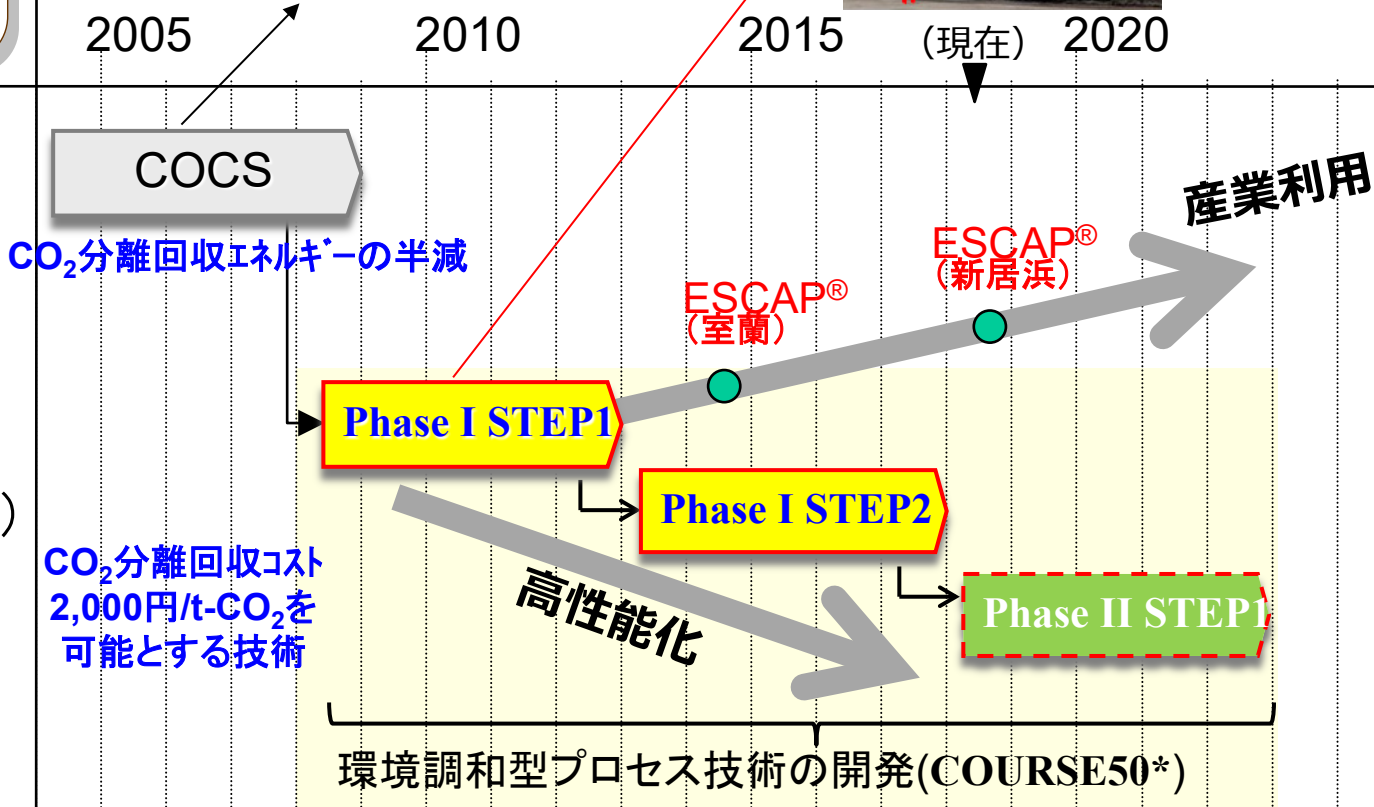 2005
2010
2015
(現在)
2020
COCS
CO₂分離回収ｴﾈﾙｷﾞｰの半減
産業利用
ESCAP®
（新居浜）
ESCAP®
（室蘭）
Phase I STEP1
Phase I STEP2
)
CO₂分離回収ｺｽﾄ
2,000円/t-CO₂を
可能とする技術
高性能化
Phase II STEP1
環境調和型プロセス技術の開発(COURSE50*)